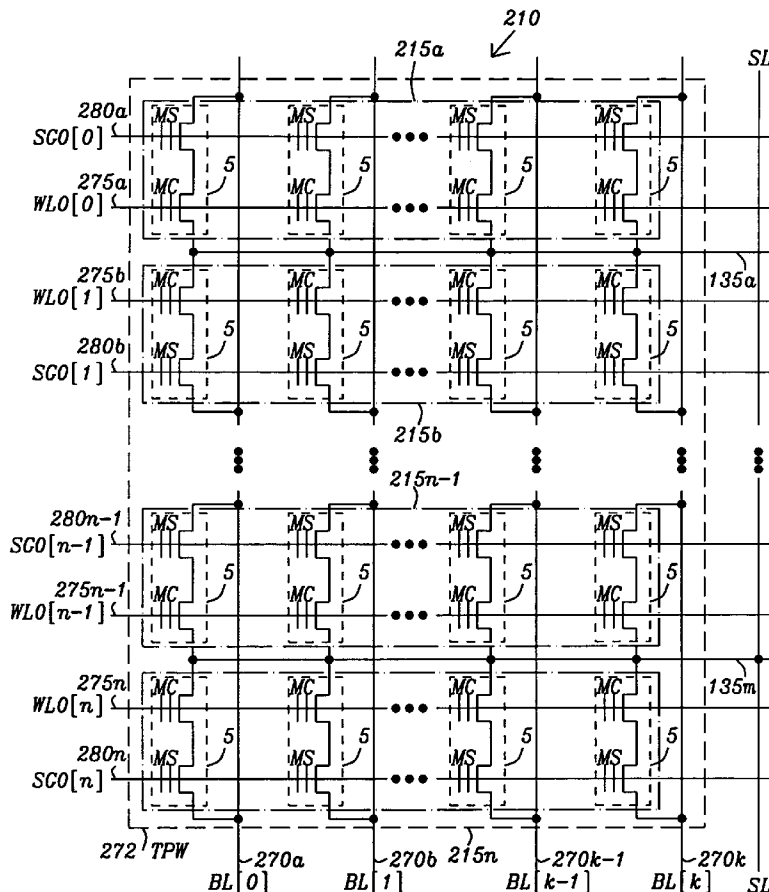 210
215a
SL
280a MS MS MS MS
SG0[0]
275a 5 5 5 5
WL0[0] MC MC MC MC
135a
275b MC MC MC MC
WL0[1]
280b 5 5 5 5
SG0[1] MS MS MS MS
215b
215n-1
280n-1 MS MS MS MS
SG0[n-1]
275n-1 5 5 5 5
WL0[n-1] MC MC MC MC
135m
275n MC MC MC MC
WL0[n]
280n 5 5 5 5
SG0[n] MS MS MS MS
272 TPW 270a 270b 215n 270k-1 270k
BL[0] BL[1] BL[k-1] BL[k] SL